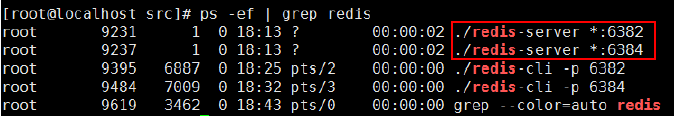 [root@localhost src]# ps -ef | grep redis
root      9231     1  0 18:13 ?        00:00:02 ./redis-server *:6382
root      9237     1  0 18:13 ?        00:00:02 ./redis-server *:6384
root      9395  6887  0 18:25 pts/2    00:00:00 ./redis-cli -p 6382
root      9484  7009  0 18:32 pts/3    00:00:00 ./redis-cli -p 6384
root      9619  3462  0 18:43 pts/0    00:00:00 grep --color=auto redis